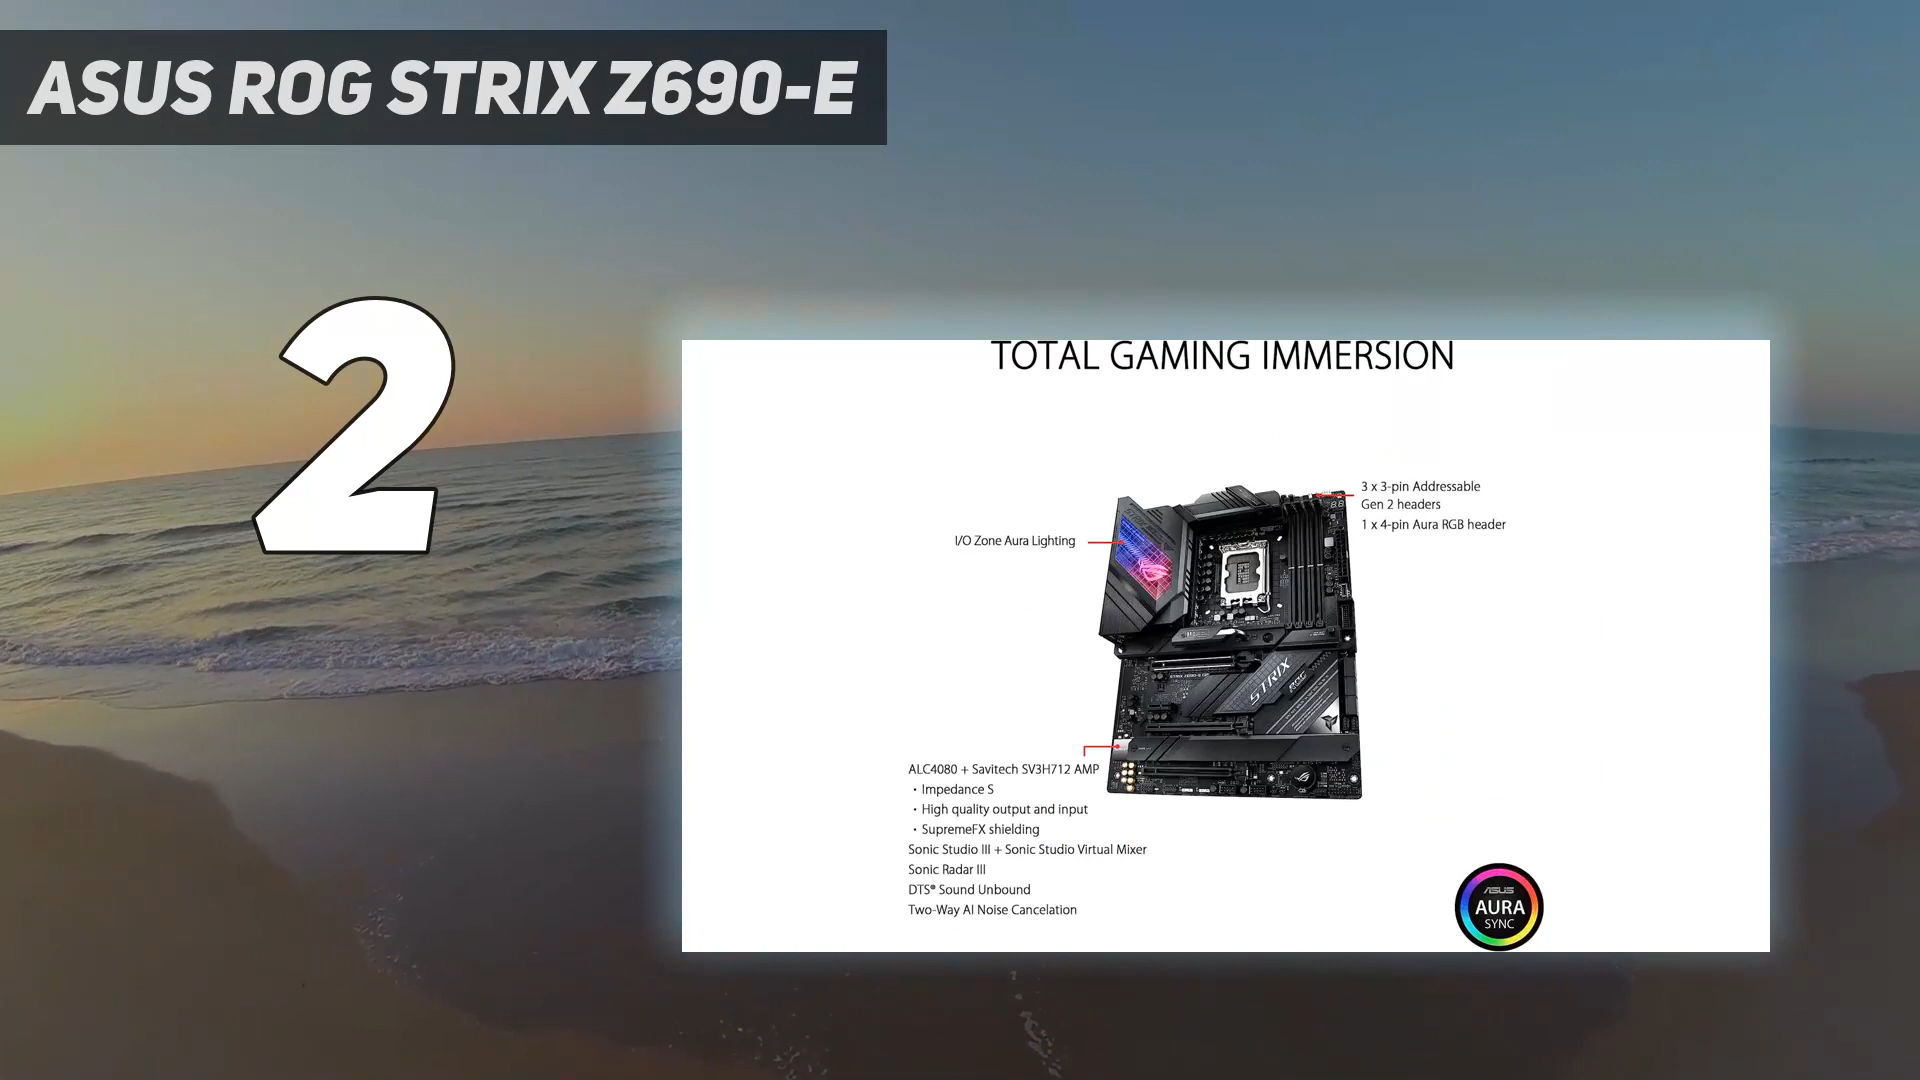 ASUS ROG STRIX Z690-E
2
TOTAL GAMING IMMERSION
3 x 3-pin Addressable
Gen 2 headers
1 x 4-pin Aura RGB header
I/O Zone Aura Lighting
STRIX
ROG
ALC4080 + Savitech SV3H712 AMP
• Impedance S
• High quality output and input
• SupremeFX shielding
Sonic Studio III + Sonic Studio Virtual Mixer
Sonic Radar III
DTS® Sound Unbound
Two-Way AI Noise Cancelation
ASUS
AURA
SYNC